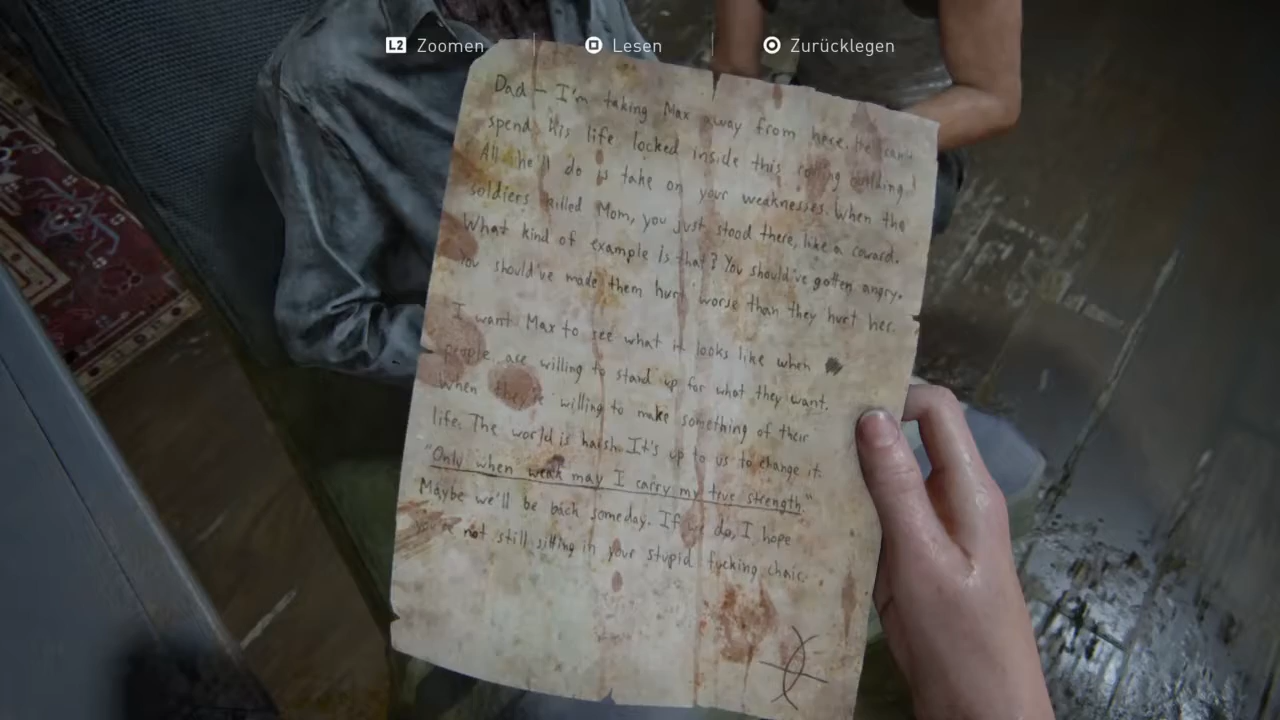 L2 Zoomen
Lesen
Zurücklegen
Dad — I'm taking Max away from here. He can't
spend his life locked inside this rotting building!
All he'll do is take on your weaknesses. When the
soldiers killed Mom, you just stood there, like a coward.
What kind of example is that? You should've gotten angry.
You should've made them hurt worse than they hurt her.
I want Max to see what it looks like when
people are willing to stand up for what they want.
When they're willing to make something of their
life. The world is harsh. It's up to us to change it.
"Only when weak may I carry my true strength."
Maybe we'll be back someday. If we do, I hope
you're not still sitting in your stupid fucking chair.